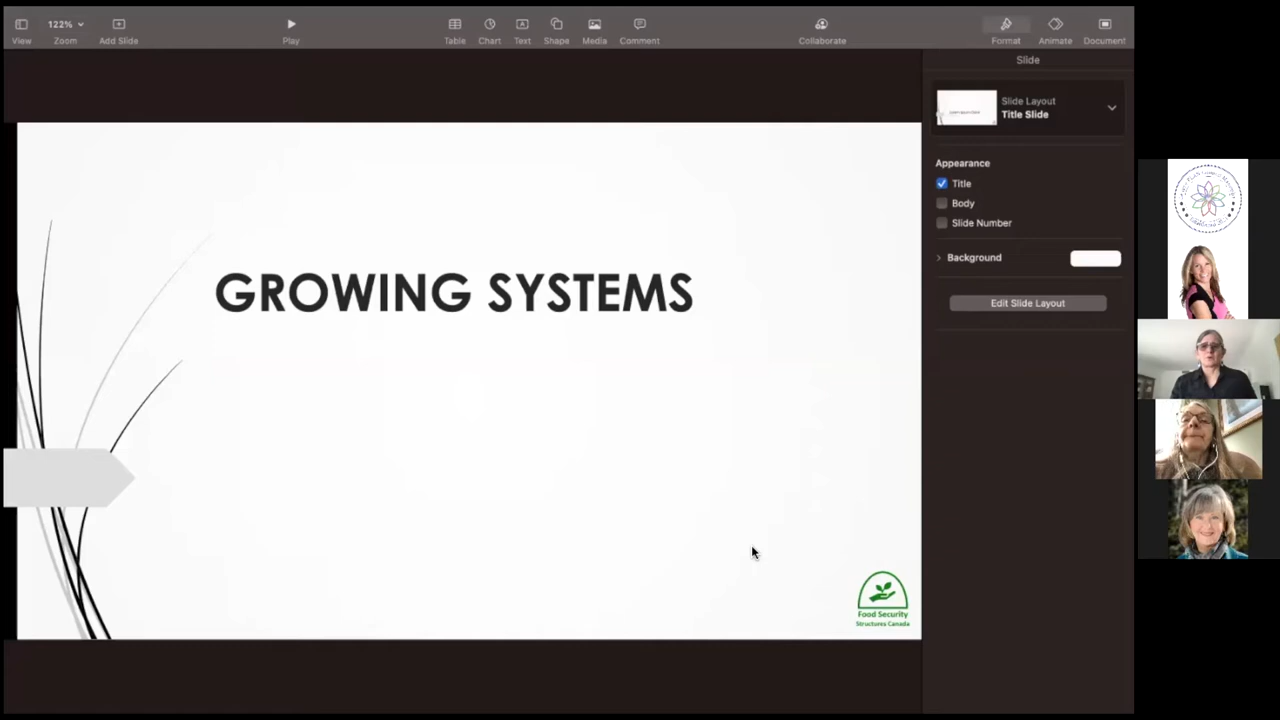 122%
View
Zoom
Add Slide
Play
Table
Chart
Text
Shape
Media
Comment
Collaborate
Format
Animate
Document
Slide
Slide Layout
Title Slide
Appearance
Title
Body
Slide Number
Background
Edit Slide Layout
GROWING SYSTEMS
Food Security
Structures Canada